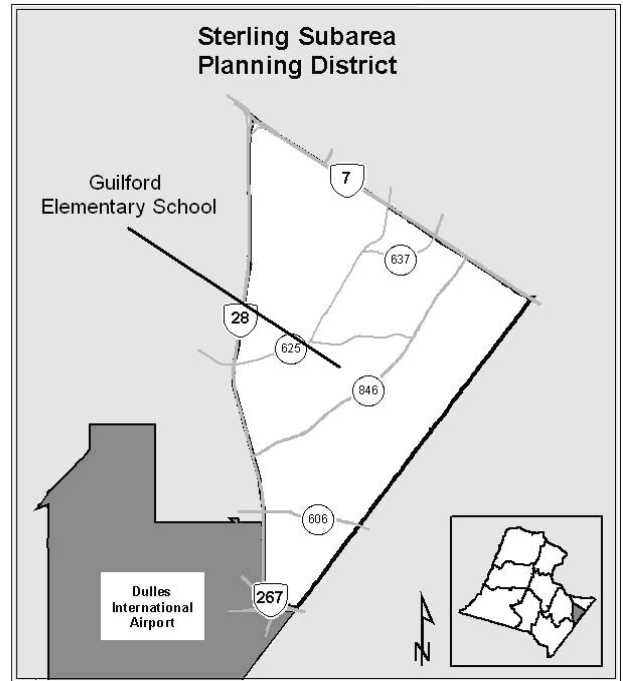 Sterling Subarea
Planning District
7
Guilford
Elementary School
637
28
625
846
606
Dulles
International
Airport
267
N